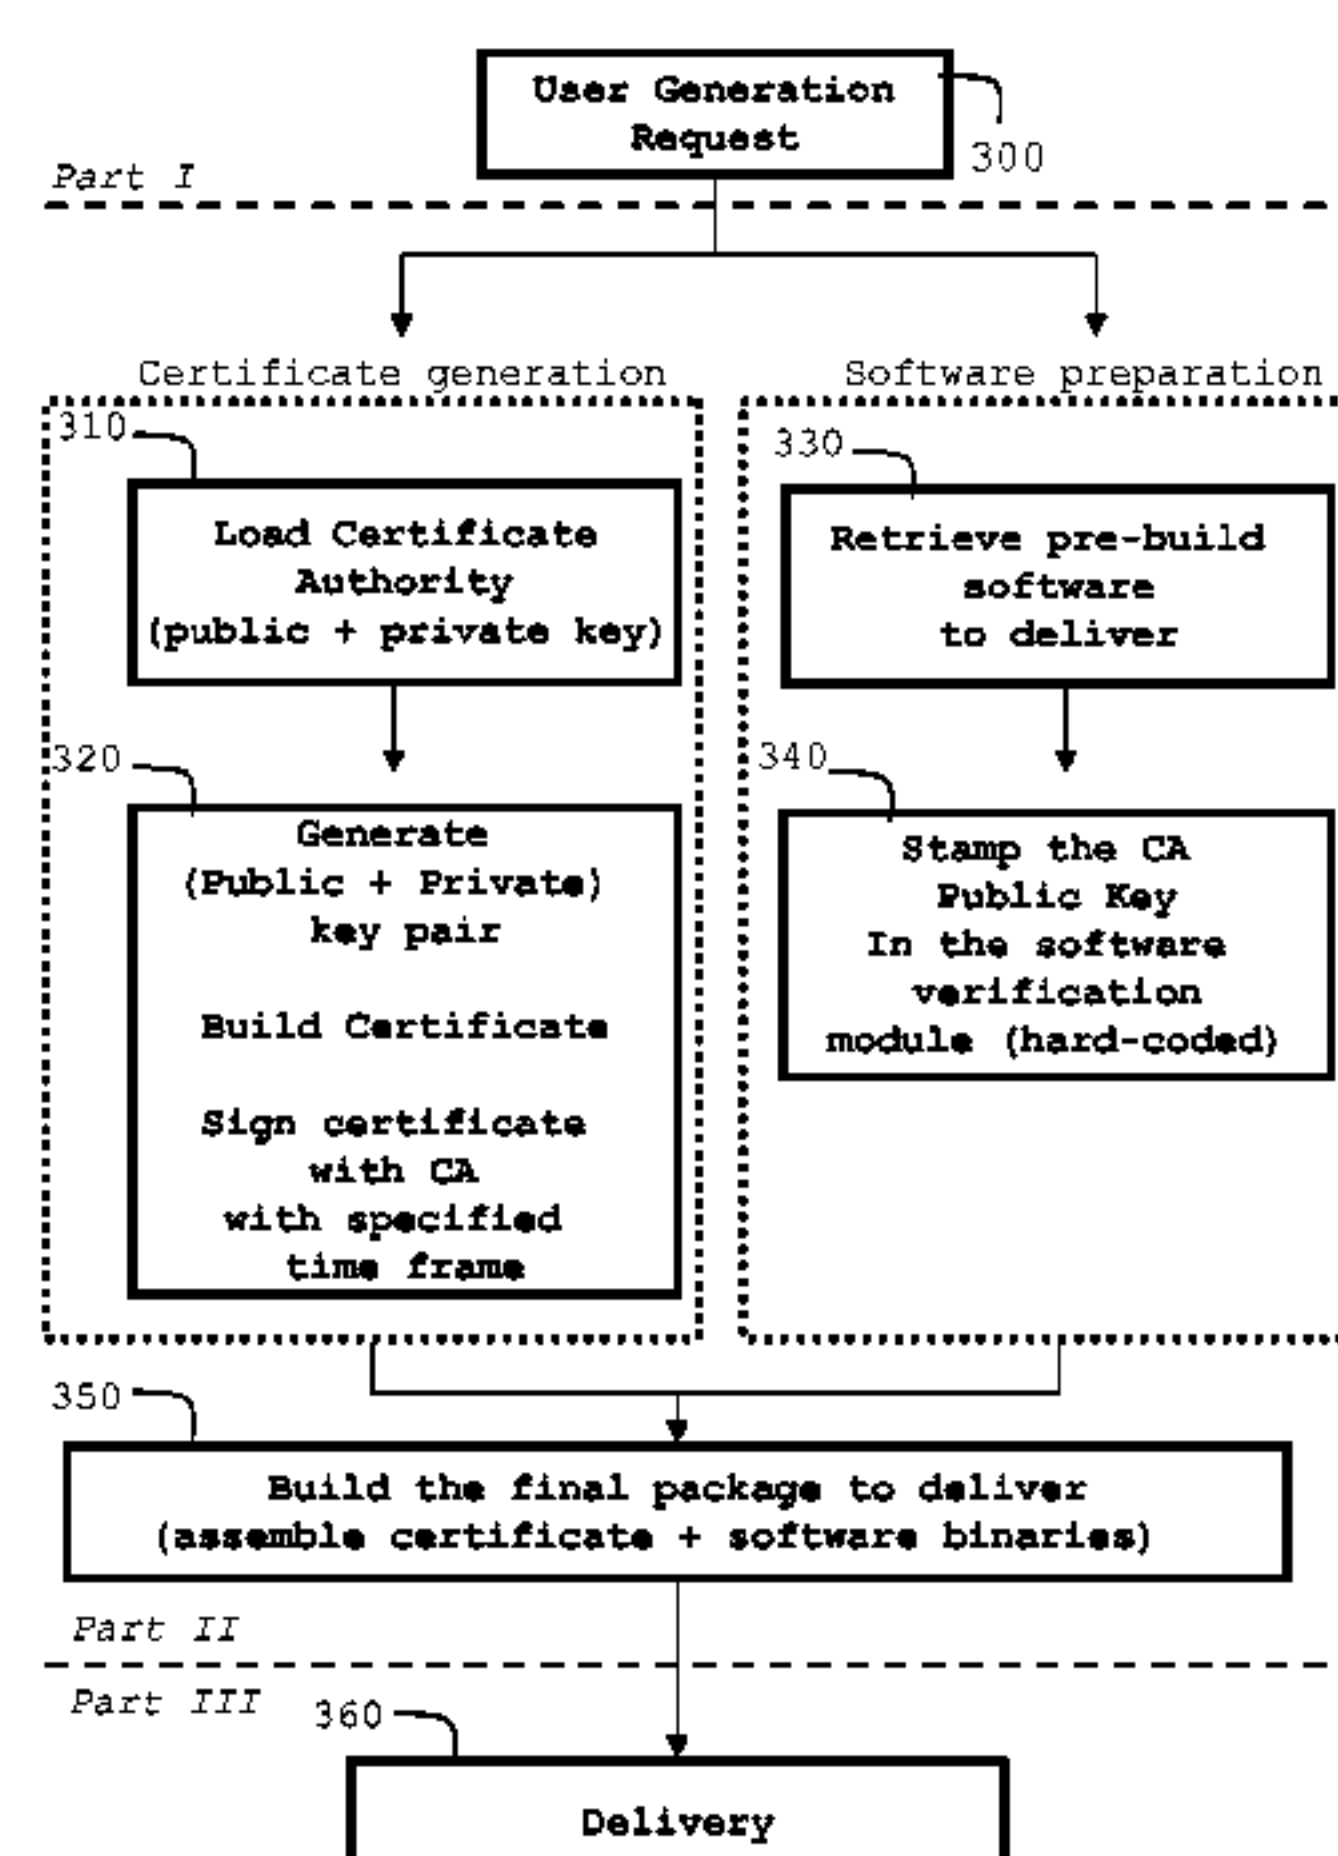 User Generation
Request
300
Part I
Certificate generation
310
Load Certificate
Authority
(public + private key)
320
Generate
(Public + Private)
key pair
Build Certificate
Sign certificate
with CA
with specified
time frame
Software preparation
330
Retrieve pre-build
software
to deliver
340
Stamp the CA
Public Key
In the software
verification
module (hard-coded)
350
Build the final package to deliver
(assemble certificate + software binaries)
Part II
Part III
360
Delivery